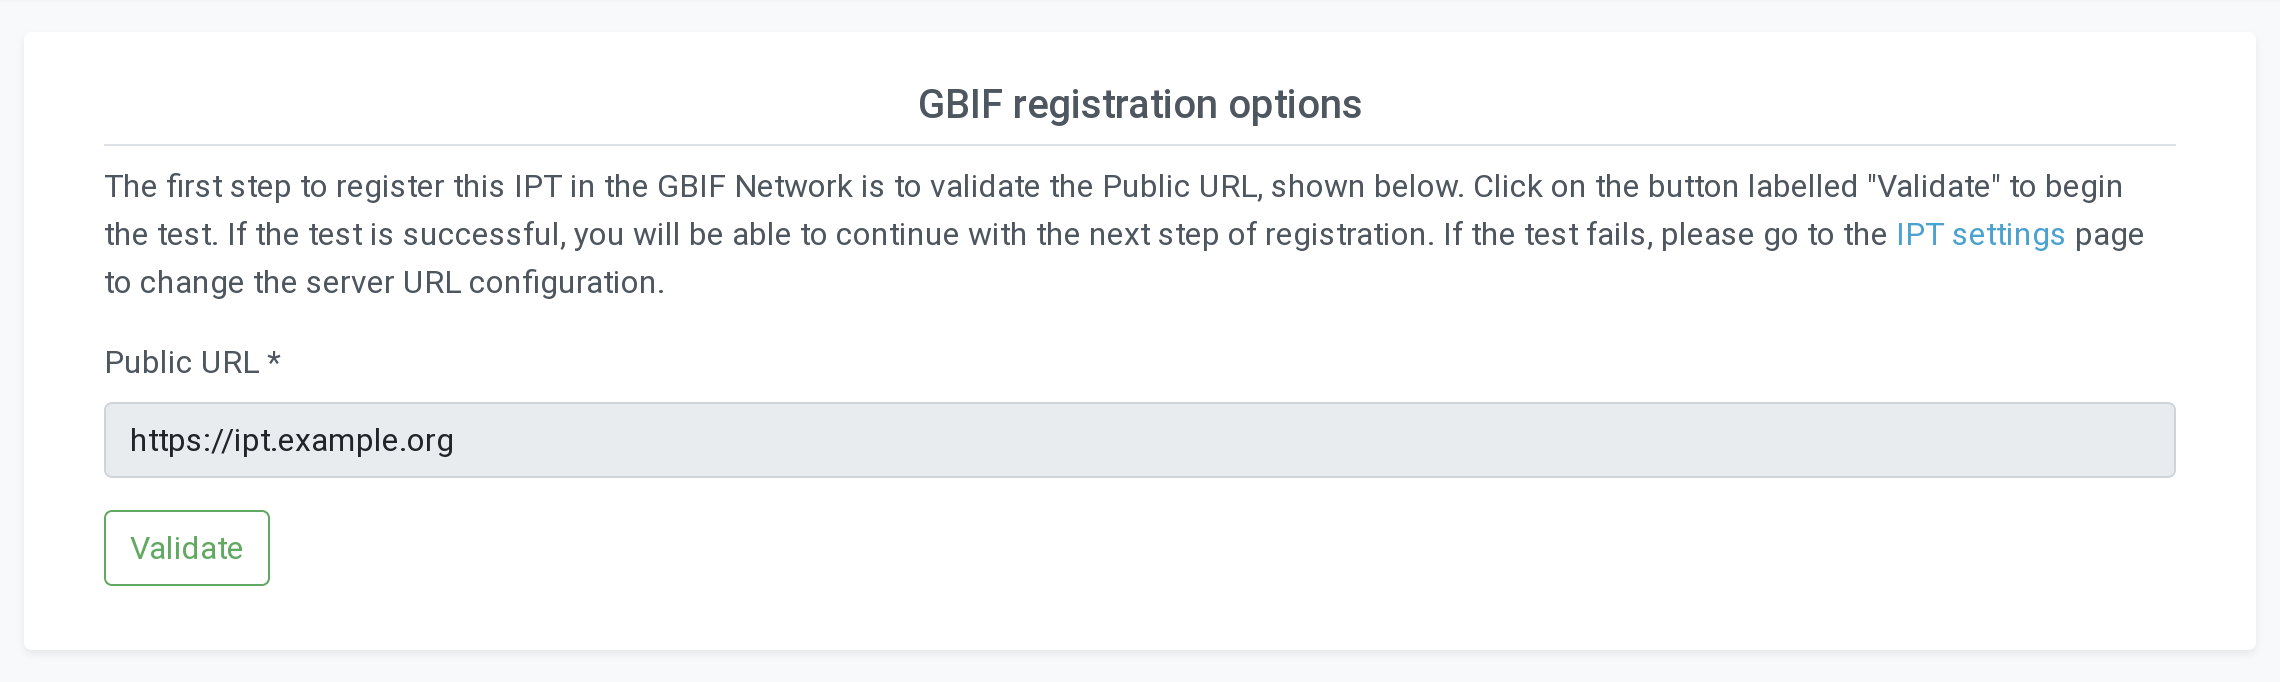 GBIF registration options
The first step to register this IPT in the GBIF Network is to validate the Public URL, shown below. Click on the button labelled "Validate" to begin
the test. If the test is successful, you will be able to continue with the next step of registration. If the test fails, please go to the IPT settings page
to change the server URL configuration.
Public URL *
https://ipt.example.org
Validate